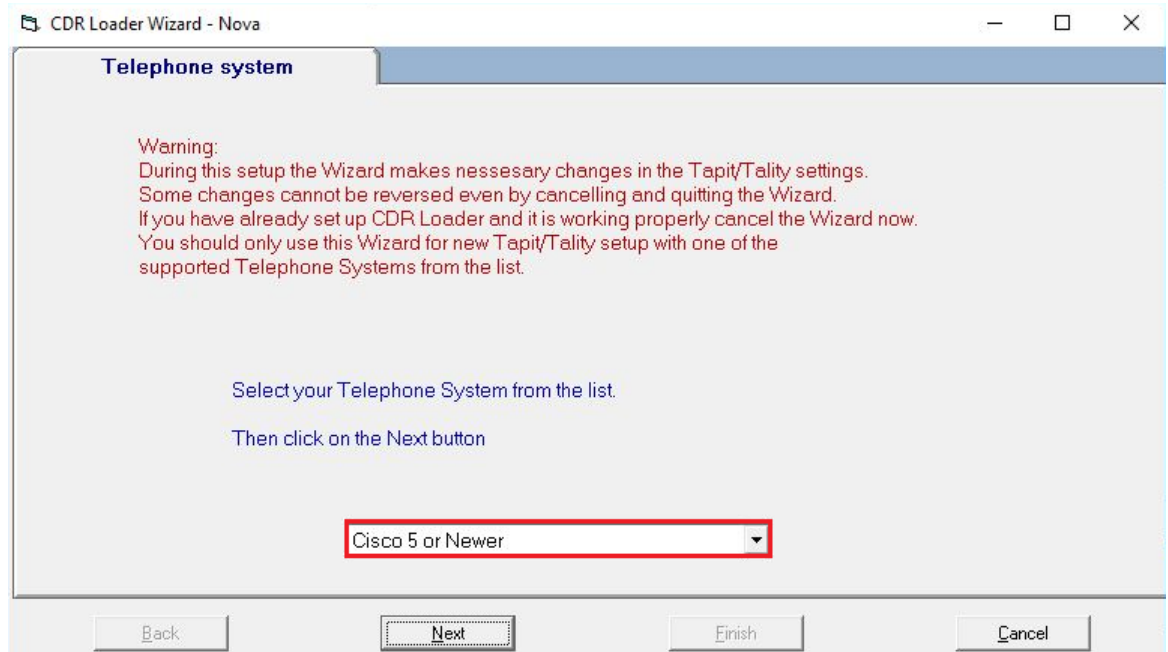 CDR Loader Wizard - Nova
Telephone system
Warning:
During this setup the Wizard makes nessesary changes in the Tapit/Tality settings.
Some changes cannot be reversed even by cancelling and quitting the Wizard.
If you have already set up CDR Loader and it is working properly cancel the Wizard now.
You should only use this Wizard for new Tapit/Tality setup with one of the
supported Telephone Systems from the list.
Select your Telephone System from the list.
Then click on the Next button
Cisco 5 or Newer
Back Next Finish Cancel